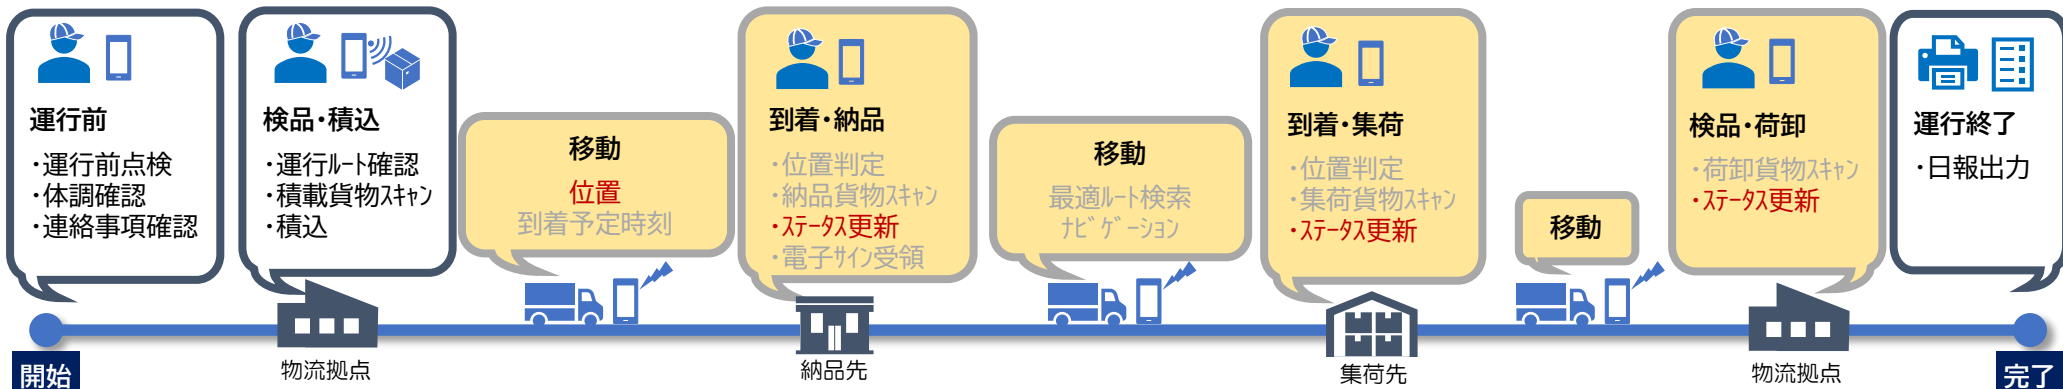 運行前
・運行前点検
・体調確認
・連絡事項確認
検品・積込
・運行ﾙｰﾄ確認
・積載貨物ｽｷｬﾝ
・積込
移動
位置
到着予定時刻
到着・納品
・位置判定
・納品貨物ｽｷｬﾝ
・ｽﾃｰﾀｽ更新
・電子ｻｲﾝ受領
移動
最適ﾙｰﾄ検索
ﾅﾋﾞｹﾞｰｼｮﾝ
到着・集荷
・位置判定
・集荷貨物ｽｷｬﾝ
・ｽﾃｰﾀｽ更新
移動
検品・荷卸
・荷卸貨物ｽｷｬﾝ
・ｽﾃｰﾀｽ更新
運行終了
・日報出力
開始
物流拠点
納品先
集荷先
物流拠点
完了